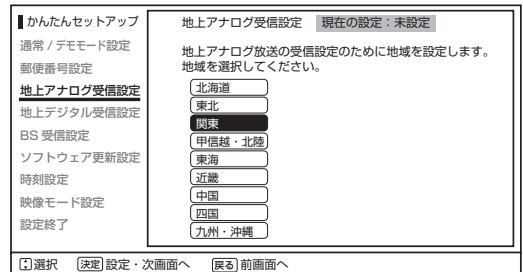 かんたんセットアップ
通常 / デモモード設定
郵便番号設定
地上アナログ受信設定
地上デジタル受信設定
BS 受信設定
ソフトウェア更新設定
時刻設定
映像モード設定
設定終了
地上アナログ受信設定 現在の設定：未設定
地上アナログ放送の受信設定のために地域を設定します。
地域を選択してください。
北海道
東北
関東
甲信越・北陸
東海
近畿
中国
四国
九州・沖縄
選択 決定 設定・次画面へ 戻る 前画面へ